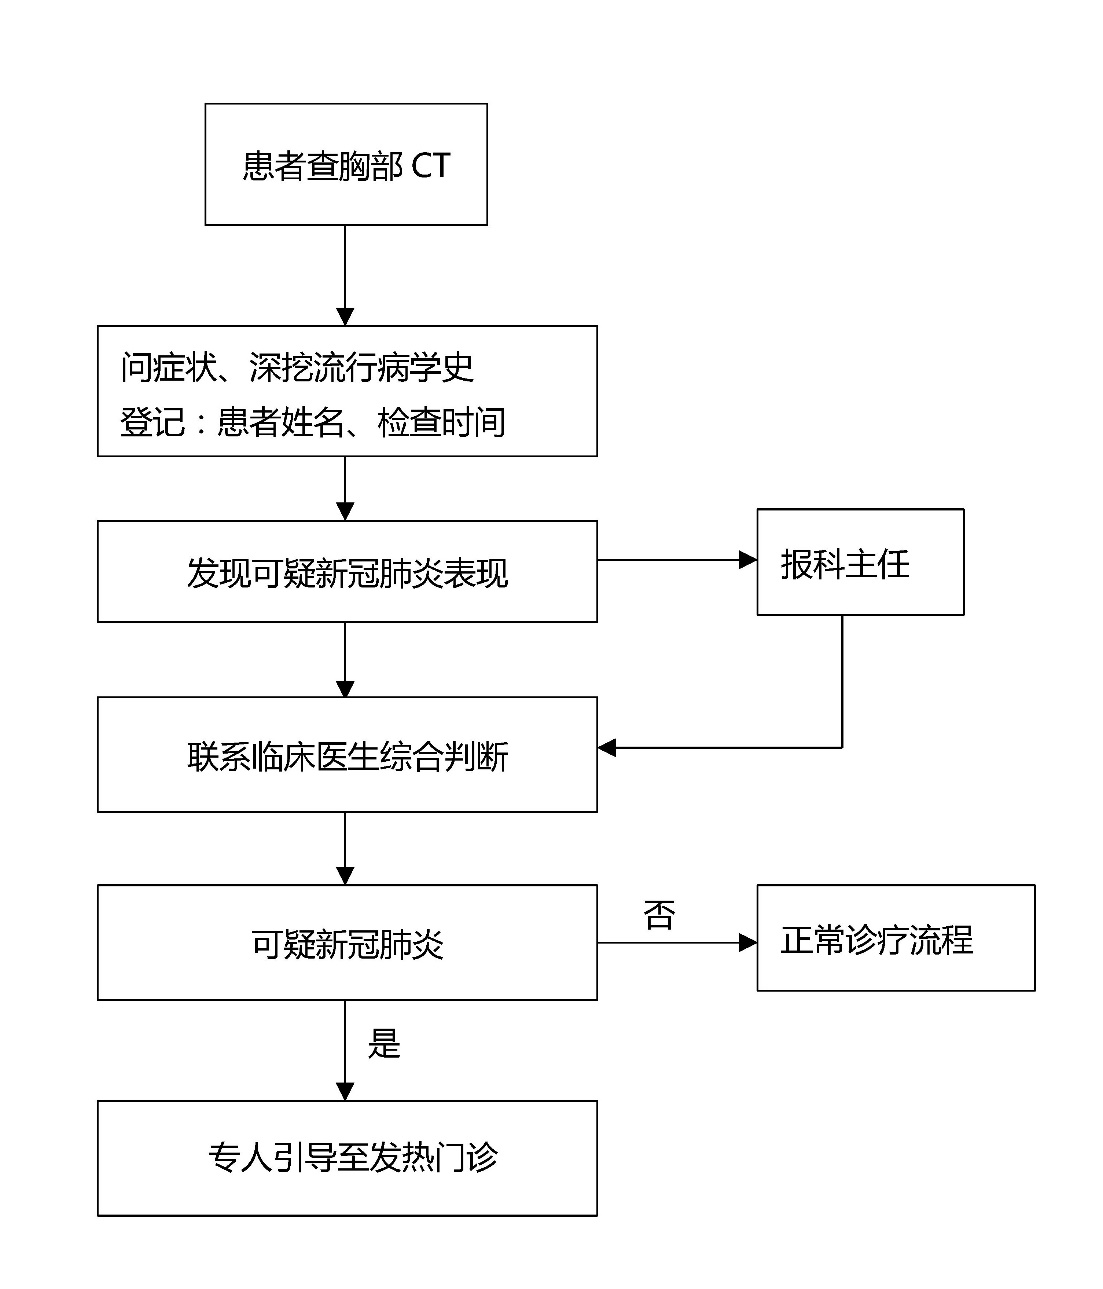 患者查胸部 CT
问症状、深挖流行病学史
登记：患者姓名、检查时间
发现可疑新冠肺炎表现
报科主任
联系临床医生综合判断
可疑新冠肺炎
否
正常诊疗流程
是
专人引导至发热门诊